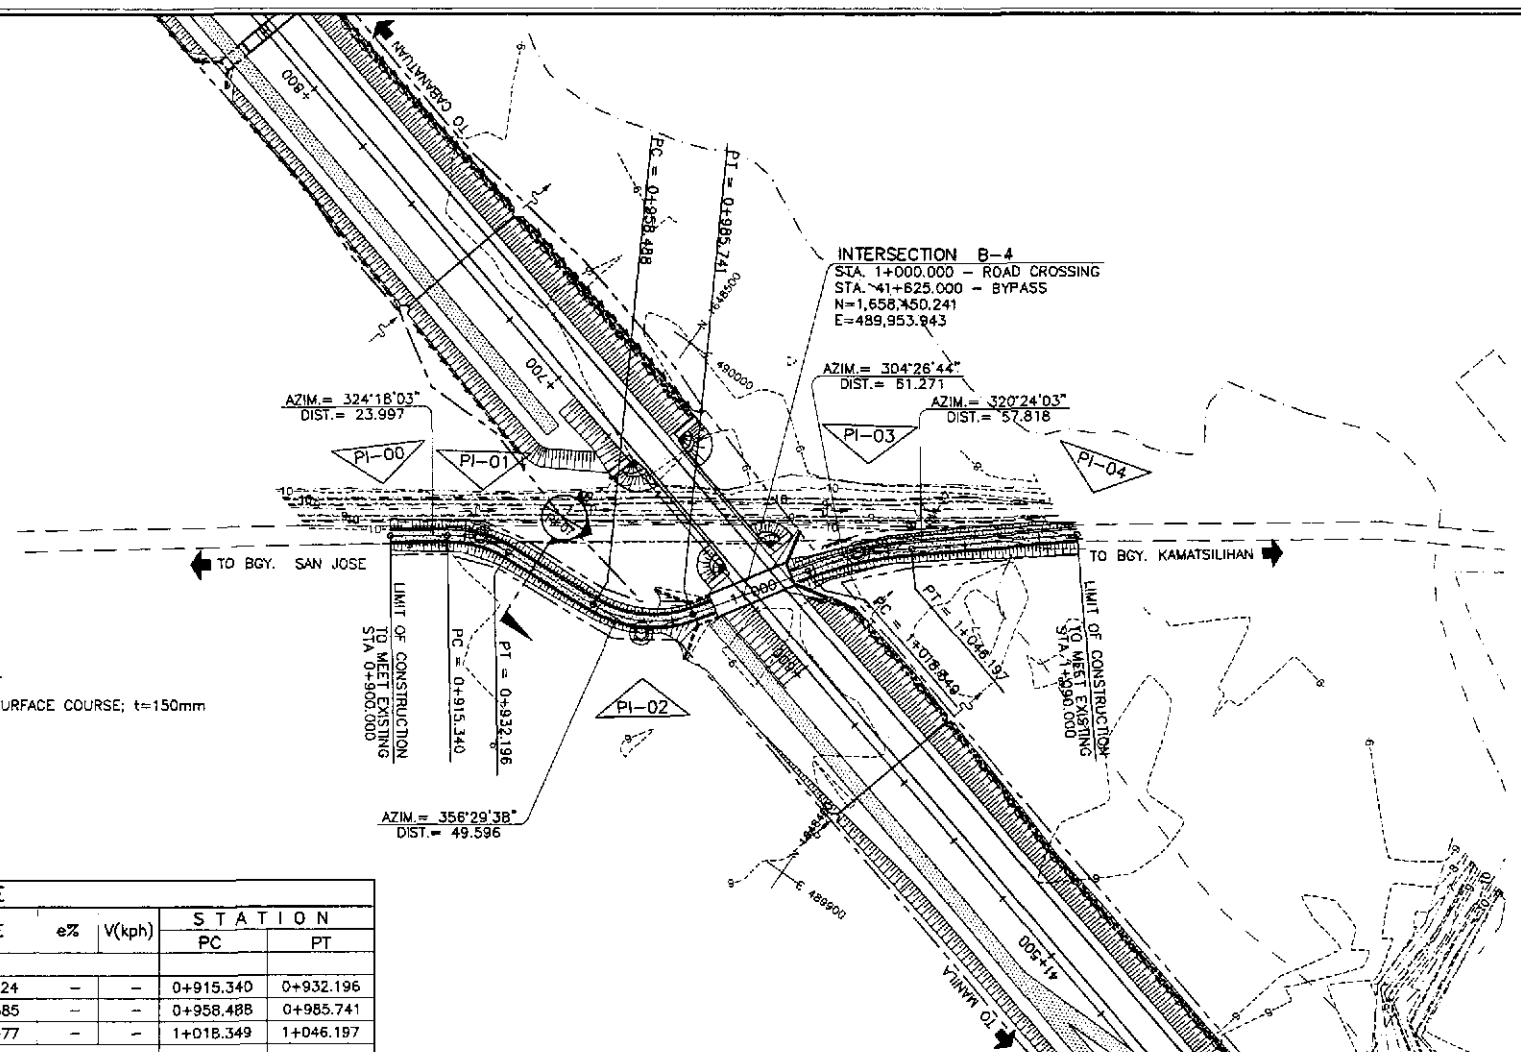 TO CABANATUAN
+800
PC = 0+958.488
PT = 0+985.741
INTERSECTION B-4
STA. 1+000.000 - ROAD CROSSING
STA. 41+625.000 - BYPASS
N=1,658,450.241
E=489,953.943
490000
+700
AZIM.= 324°18'03"
DIST.= 23.997
AZIM.= 304°26'44"
DIST.= 51.271
AZIM.= 320°24'03"
DIST.= 57.818
PI-00
PI-01
PI-03
PI-04
TO BGY. SAN JOSE
TO BGY. KAMATSILIHAN
LIMIT OF CONSTRUCTION
TO MEET EXISTING
STA 0+900.000
PC = 0+915.340
PT = 0+932.196
PC = 1+018.349
PT = 1+046.197
LIMIT OF CONSTRUCTION
TO MEET EXISTING
STA 1+090.000
PI-02
URFACE COURSE; t=150mm
AZIM.= 356°29'38"
DIST.= 49.596
E 489900
41+500
TO MANILA
e% V(kph) STATION
PC PT
24 - - 0+915.340 0+932.196
585 - - 0+958.488 0+985.741
77 - - 1+018.349 1+046.197